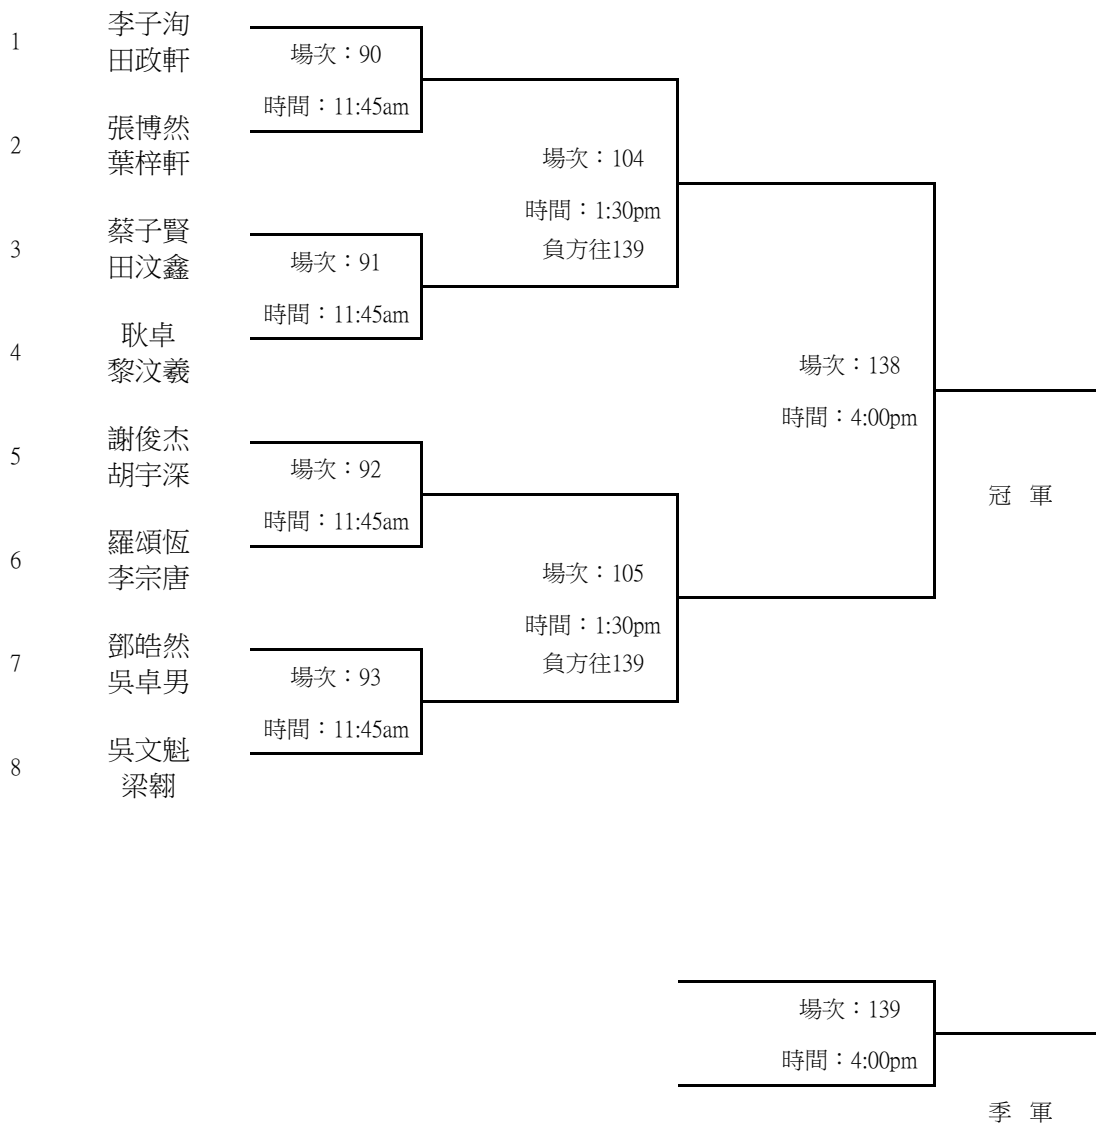 1
李子洵
田政軒
場次：90
時間：11:45am
2
張博然
葉梓軒
場次：104
時間：1:30pm
負方往139
3
蔡子賢
田汶鑫
場次：91
時間：11:45am
4
耿卓
黎汶羲
場次：138
時間：4:00pm
5
謝俊杰
胡宇深
場次：92
時間：11:45am
冠 軍
6
羅頌恆
李宗唐
場次：105
時間：1:30pm
負方往139
7
鄧皓然
吳卓男
場次：93
時間：11:45am
8
吳文魁
梁翱
場次：139
時間：4:00pm
季 軍